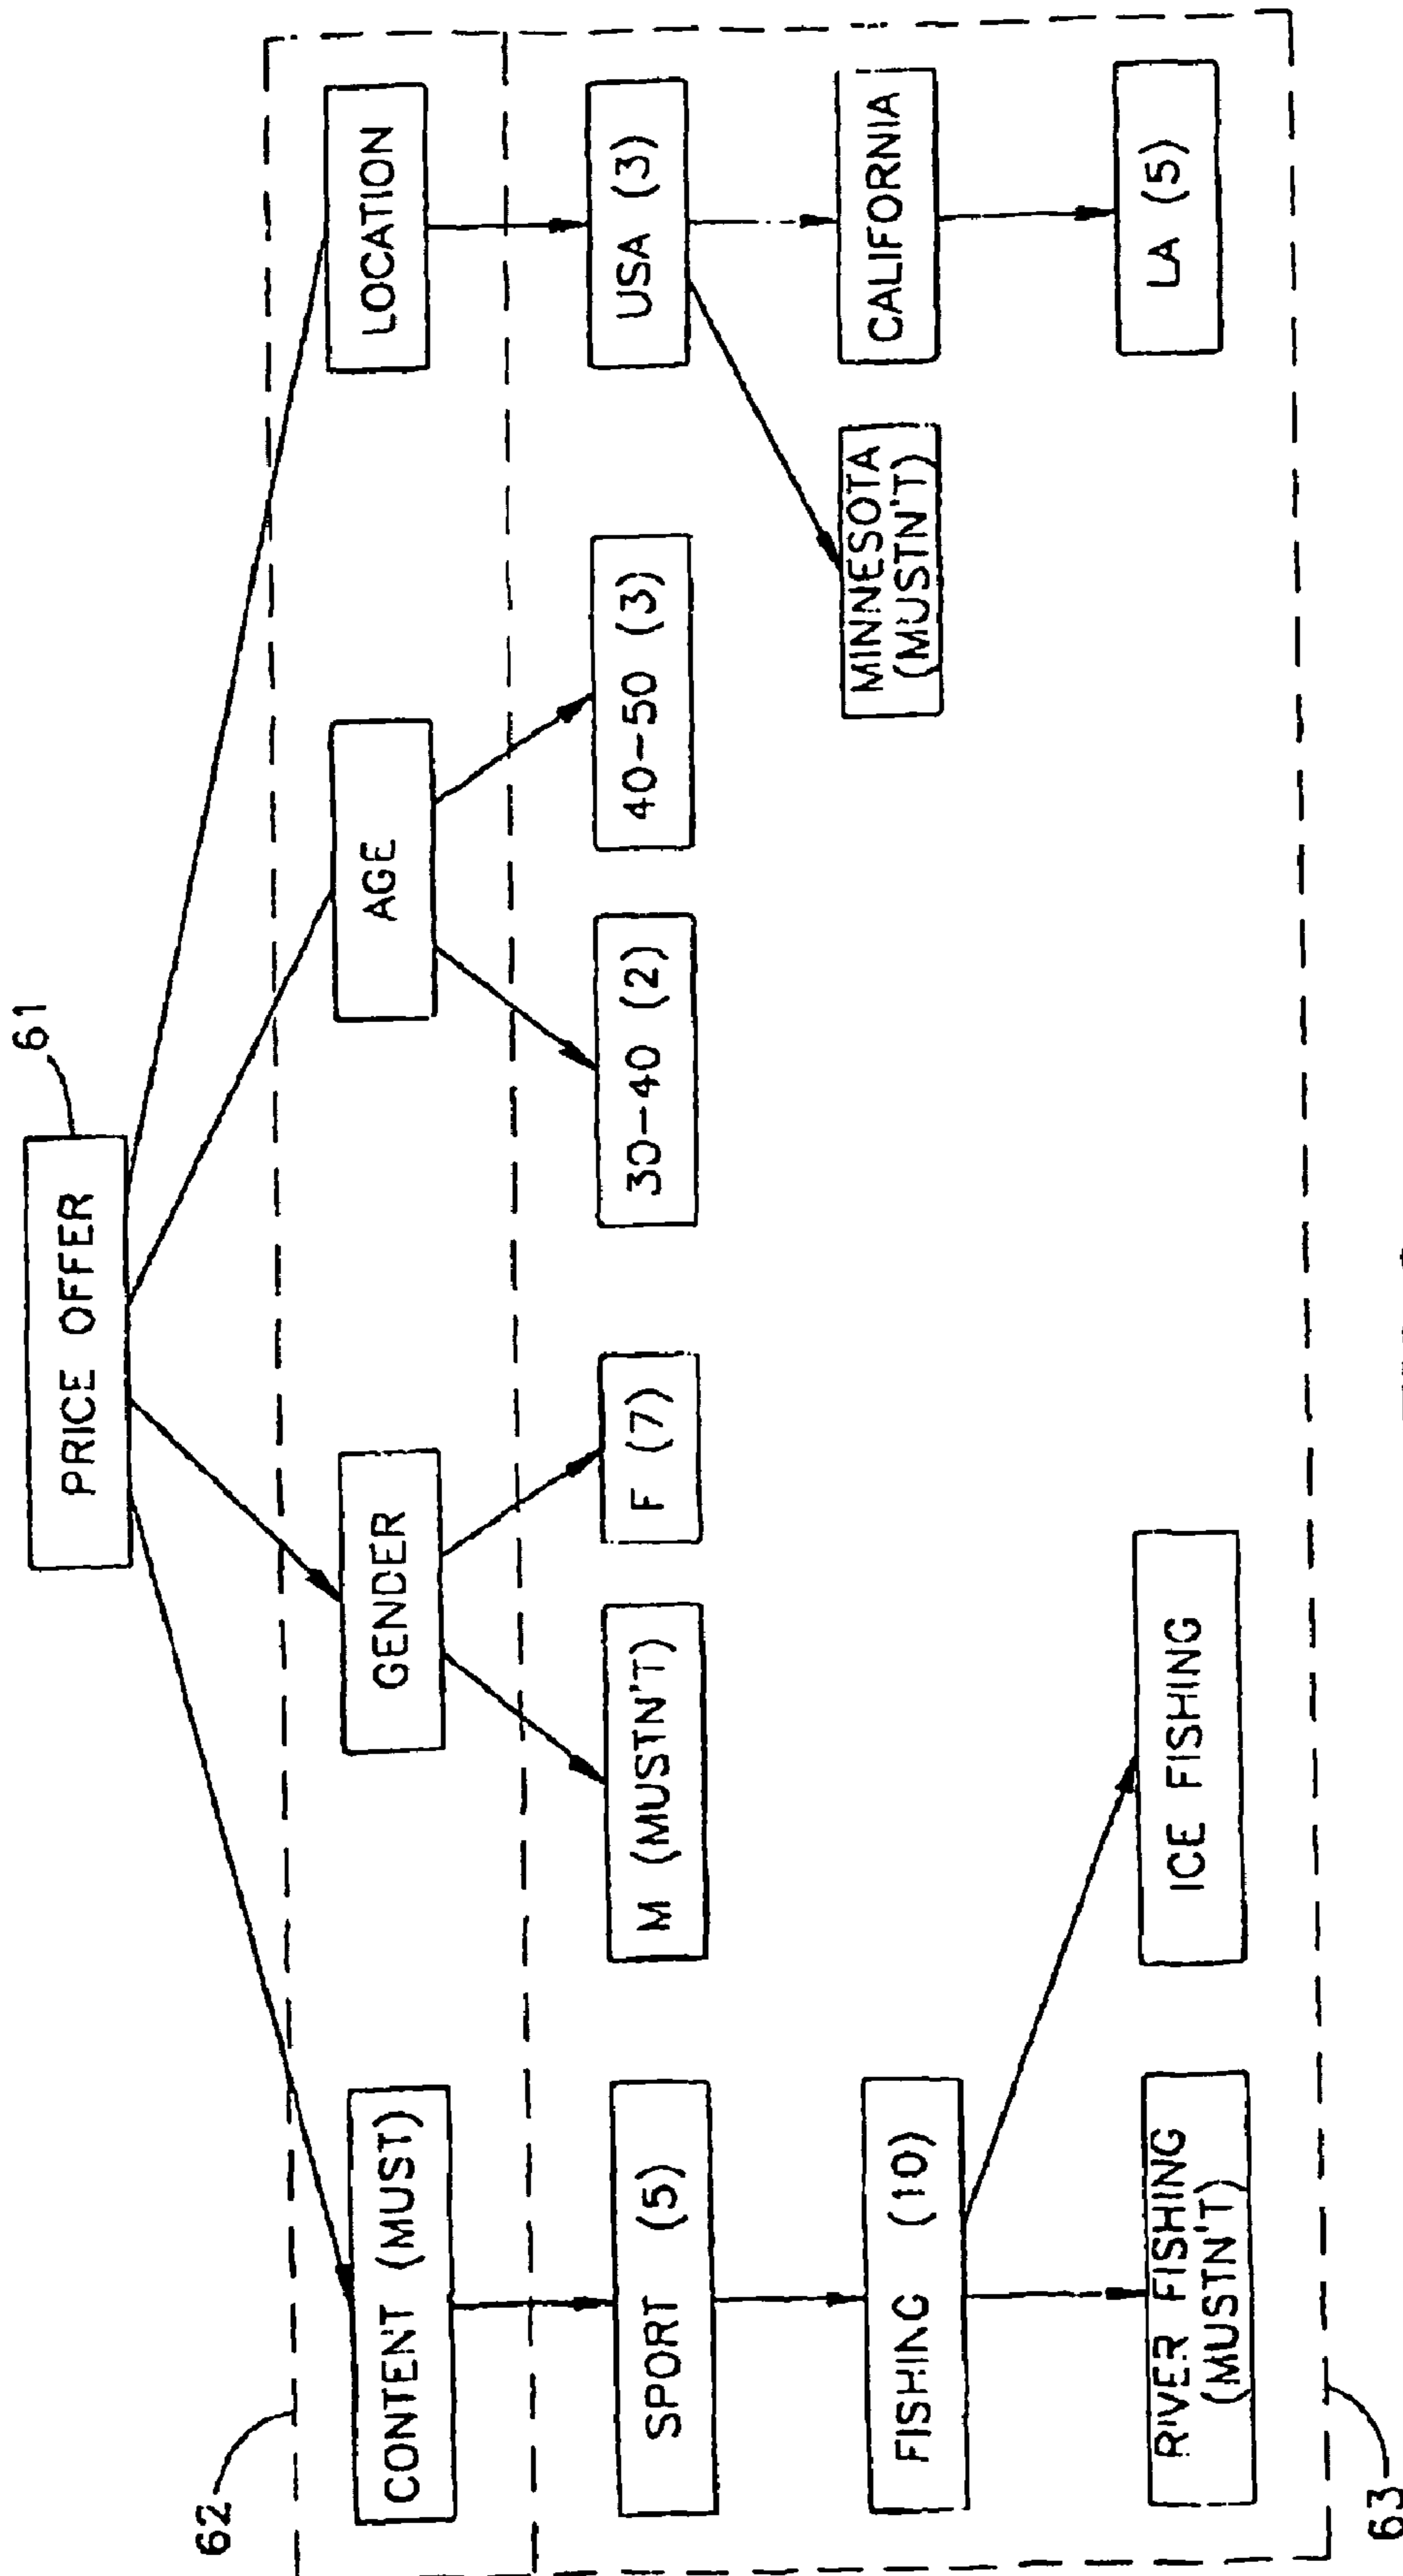 61
PRICE OFFER
62
CONTENT (MUST)
GENDER
AGE
LOCATION
SPORT (5)
M (MUSTN'T)
F (7)
30-40 (2)
40-50 (3)
USA (3)
FISHING (10)
MINNESOTA
(MUSTN'T)
CALIFORNIA
RIVER FISHING
(MUSTN'T)
ICE FISHING
LA (5)
63